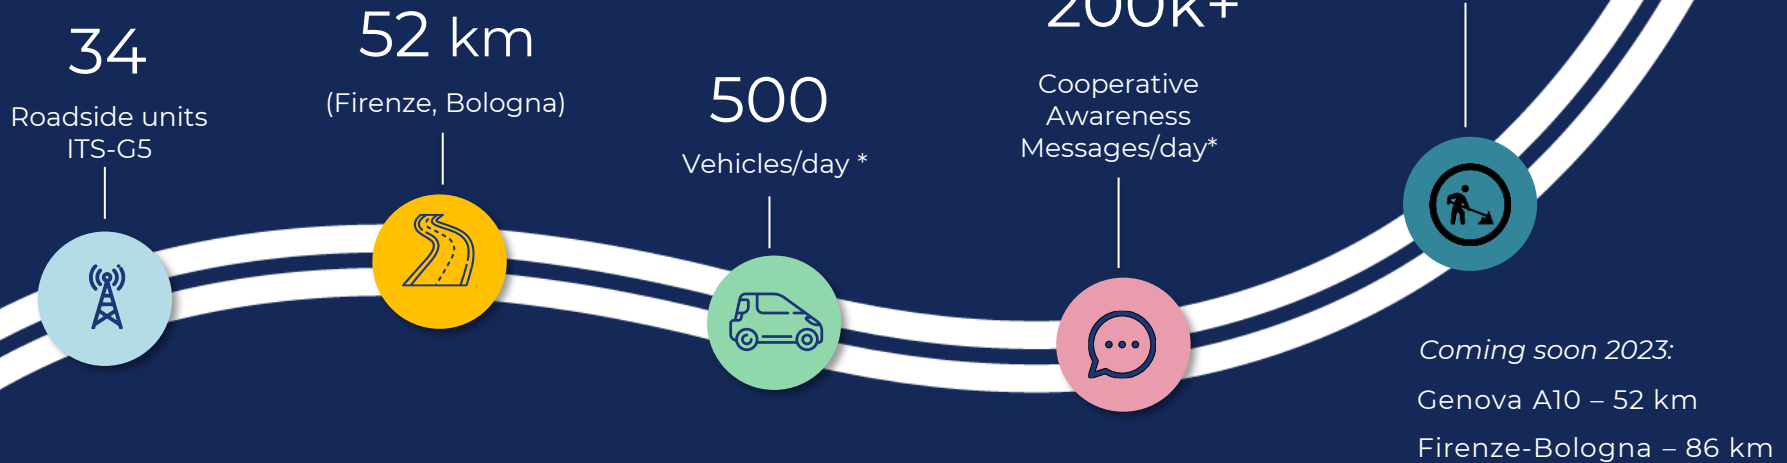 34
Roadside units
ITS-G5
52 km
(Firenze, Bologna)
500
Vehicles/day *
200k+
Cooperative
Awareness
Messages/day*
Coming soon 2023:
Genova A10 – 52 km
Firenze-Bologna – 86 km